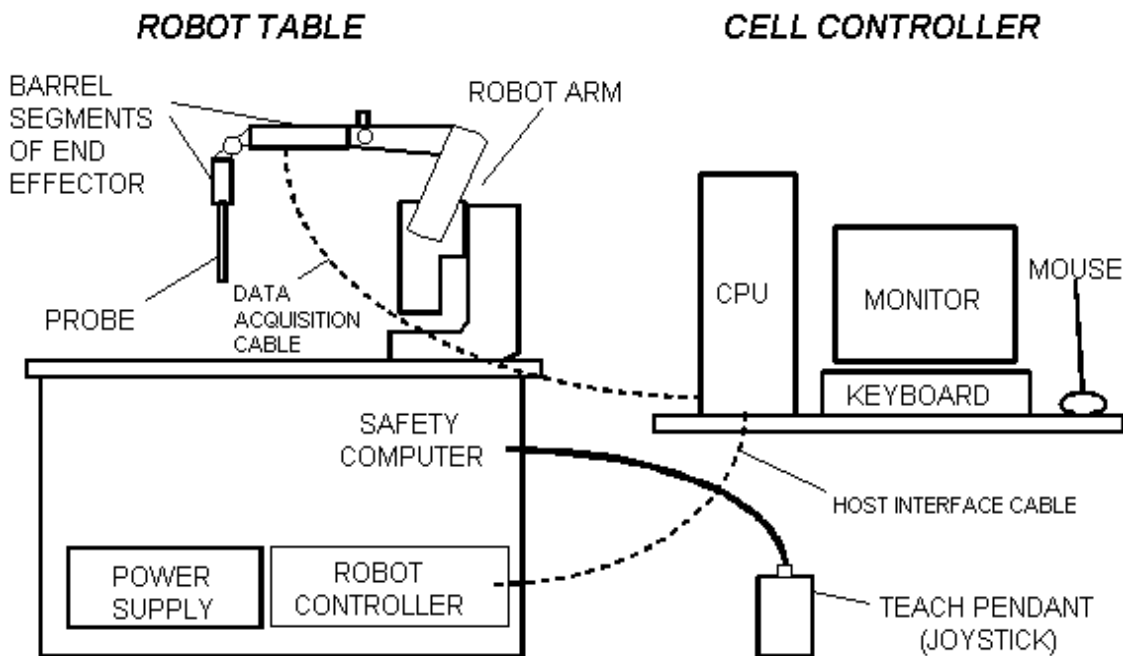 ROBOT TABLE
CELL CONTROLLER
BARREL
SEGMENTS
OF END
EFFECTOR
ROBOT ARM
PROBE
DATA
ACQUISITION
CABLE
CPU
MONITOR
MOUSE
KEYBOARD
SAFETY
COMPUTER
HOST INTERFACE CABLE
POWER
SUPPLY
ROBOT
CONTROLLER
TEACH PENDANT
(JOYSTICK)